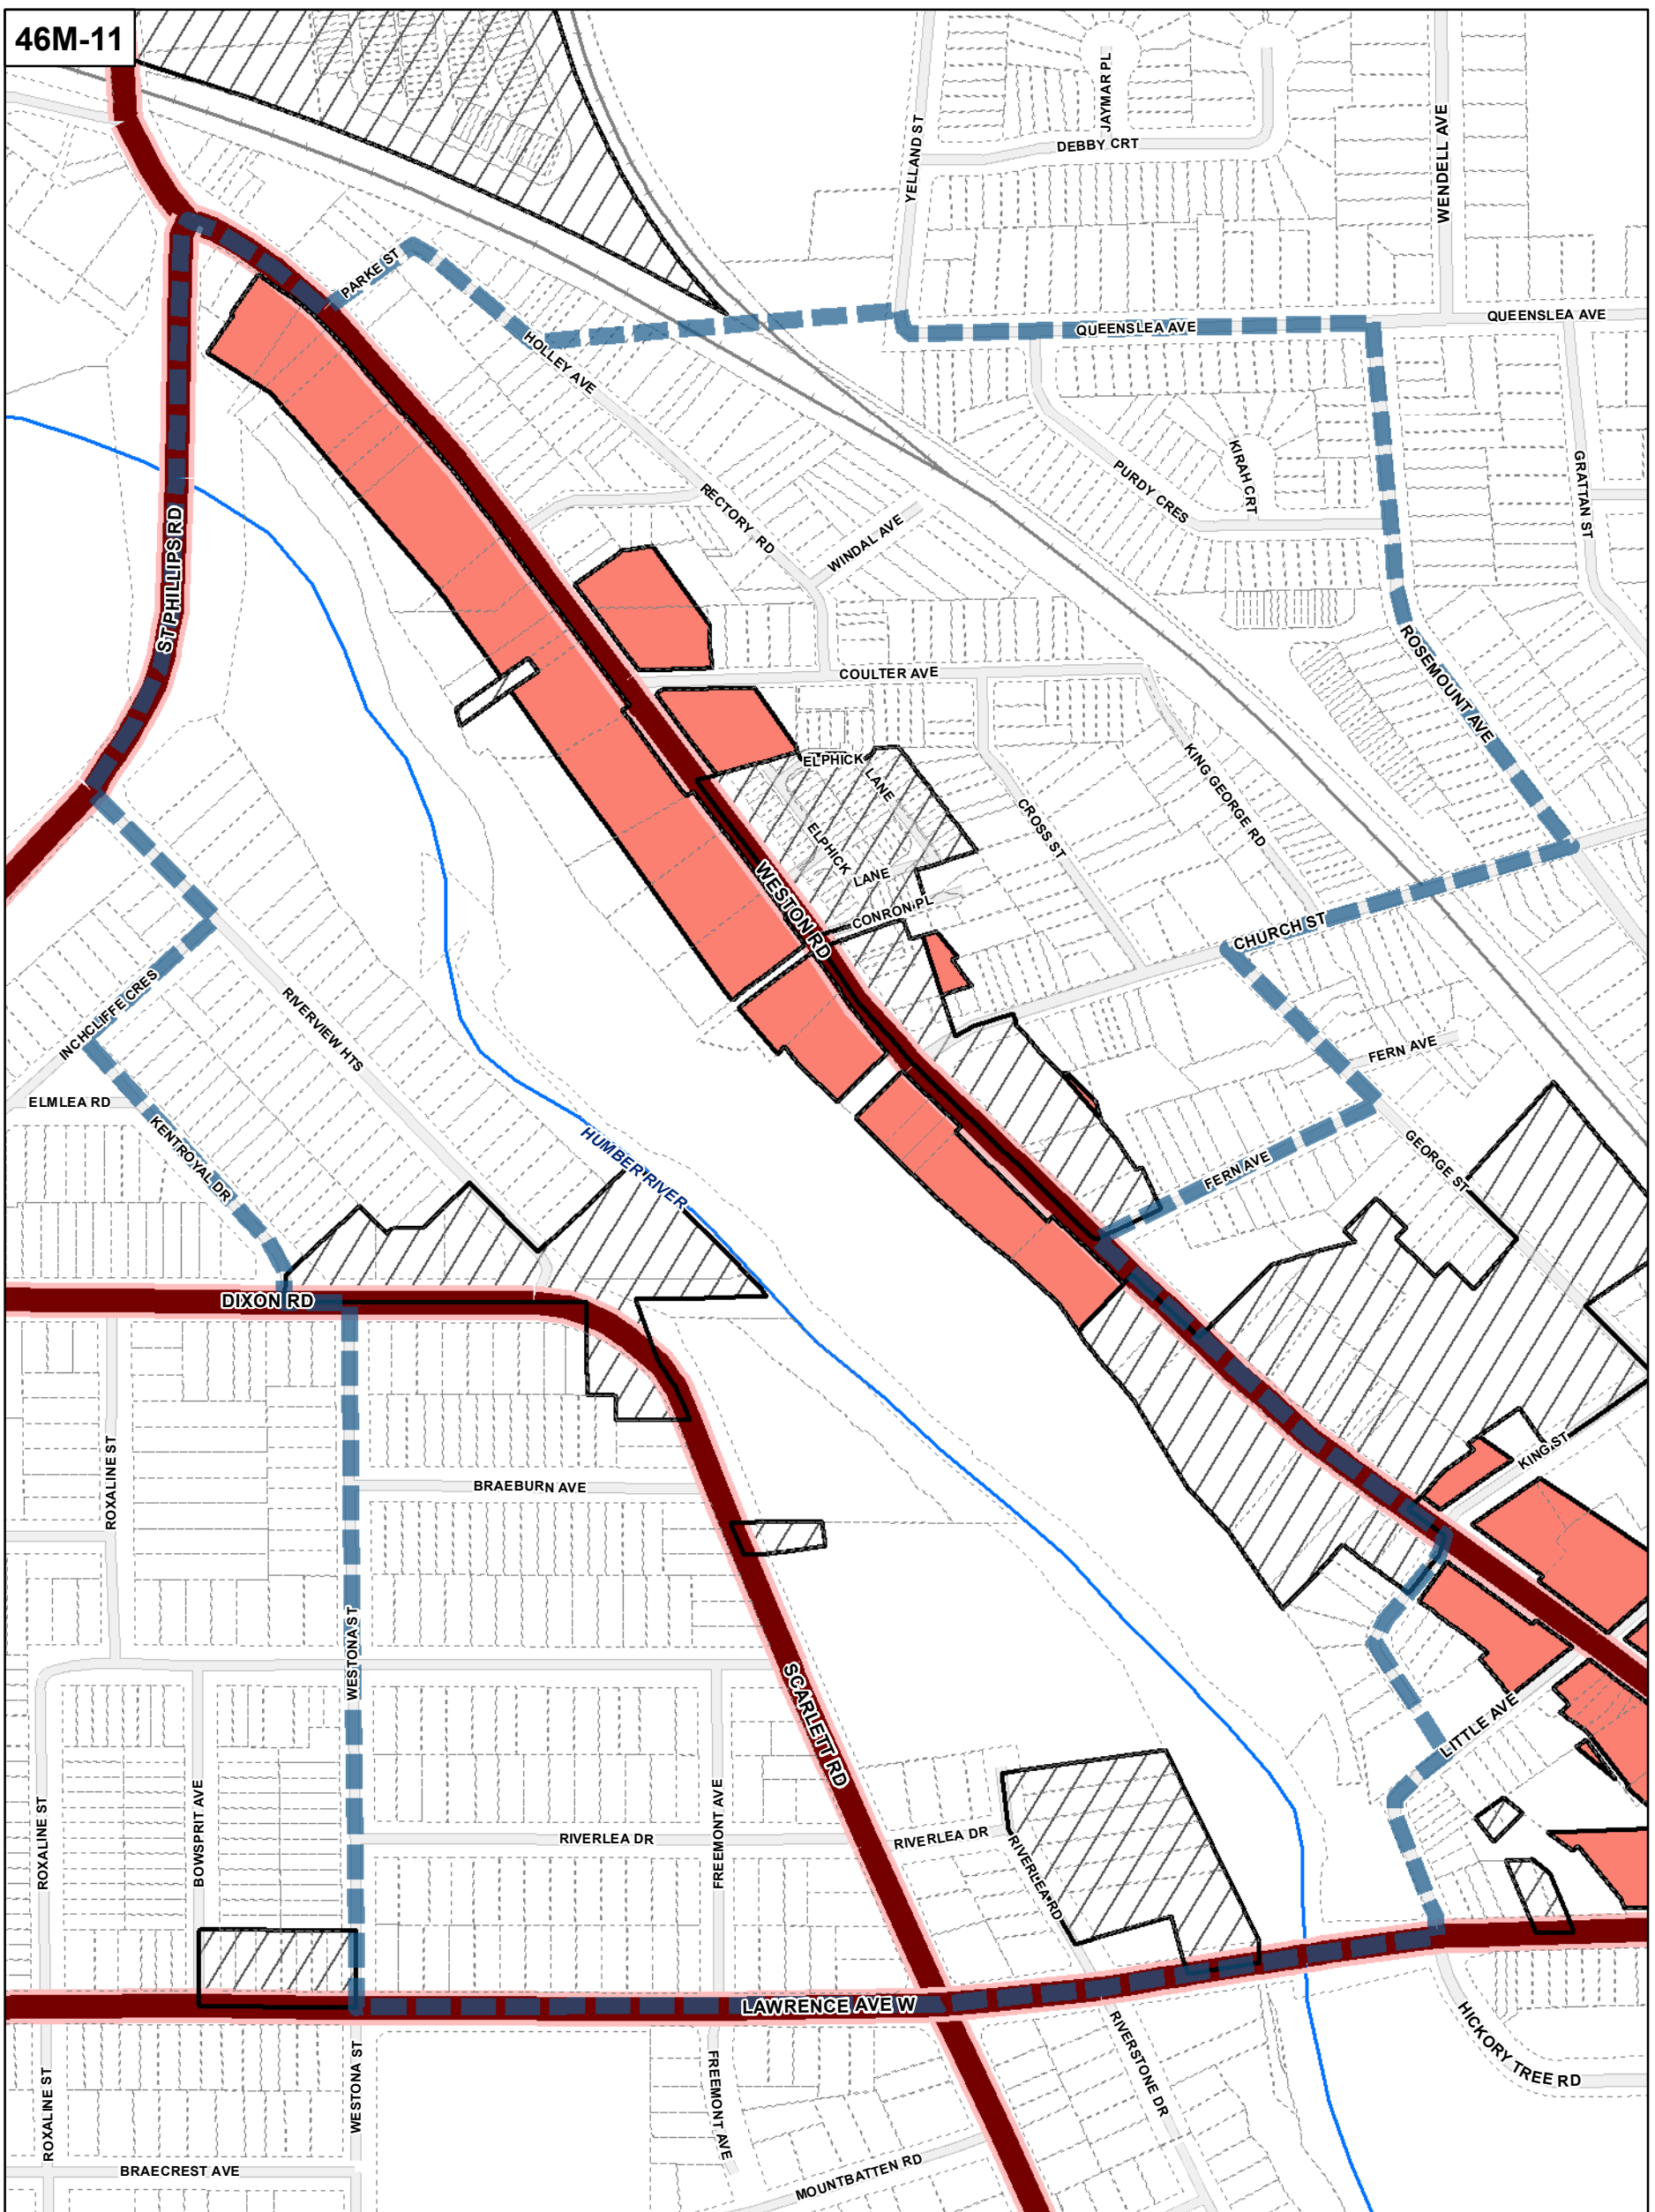 46M-11
JAYMAR PL
DEBBY CRT
YELLAND ST
WENDELL AVE
PARKE ST
QUEENSLEA AVE
QUEENSLEA AVE
HOLLEY AVE
KIRAH CRT
PURDY CRES
GRATTAN ST
RECTORY RD
WINDAL AVE
ST PHILLIPS RD
ROSEMOUNT AVE
COULTER AVE
ELPHICK
LANE
KING GEORGE RD
CROSS ST
ELPHICK
LANE
WESTON RD
CONRON PL
CHURCH ST
INCHCLIFFE CRES
RIVERVIEW HTS
FERN AVE
ELMLEA RD
KENTROYAL DR
HUMBER RIVER
GEORGE ST
FERN AVE
DIXON RD
ROXALINE ST
KING ST
BRAEBURN AVE
WESTONA ST
SCARLETT RD
LITTLE AVE
ROXALINE ST
BOWSPRIT AVE
FREEMONT AVE
RIVERLEA DR
RIVERLEA DR
RIVERLEA RD
LAWRENCE AVE W
HICKORY TREE RD
RIVERSTONE DR
ROXALINE ST
WESTONA ST
FREEMONT AVE
BRAECREST AVE
MOUNTBATTEN RD